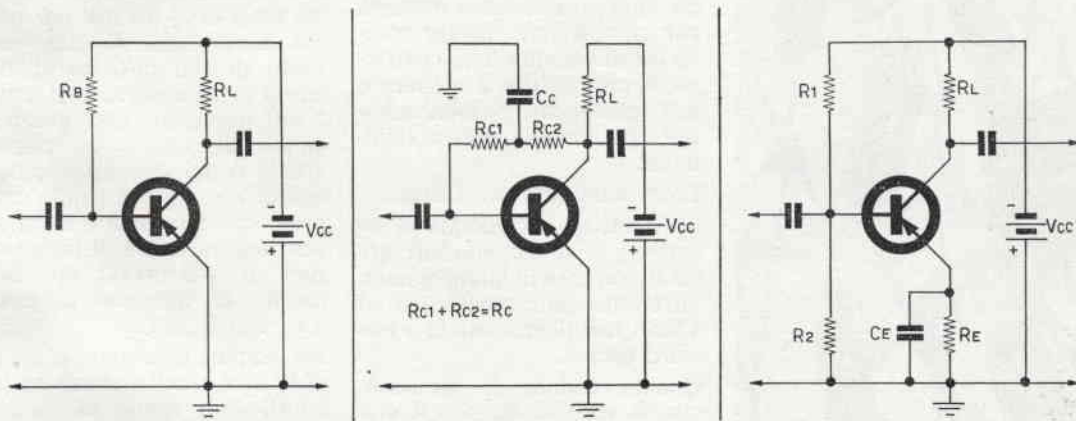 RB
RL
-
Vcc
+
Cc
RL
Rc1
Rc2
-
Vcc
+
Rc1+Rc2=Rc
R1
RL
-
Vcc
+
R2
CE
RE